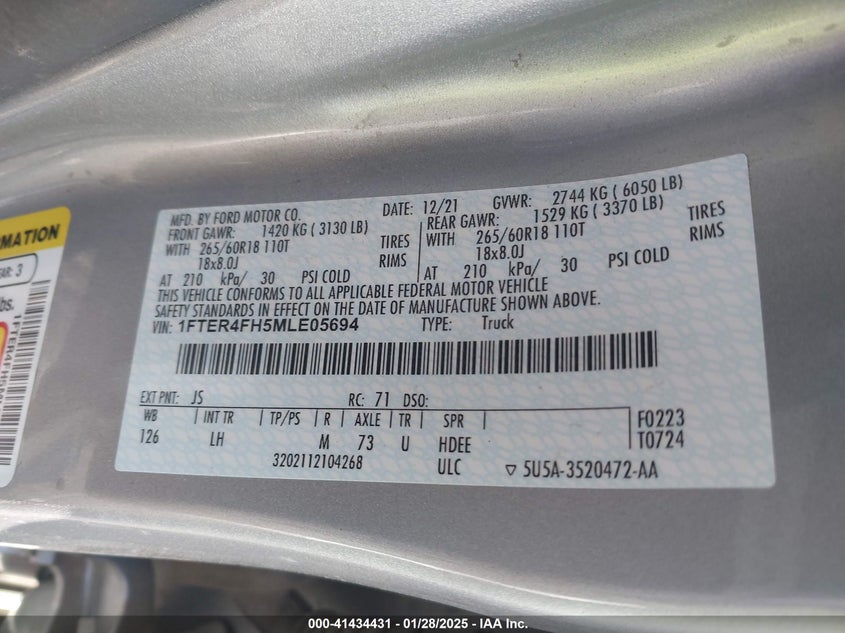 RMATION
AR: 3
lbs.
MFD. BY FORD MOTOR CO.
DATE: 12/21 GVWR: 2744 KG ( 6050 LB)
FRONT GAWR: 1420 KG ( 3130 LB)
REAR GAWR: 1529 KG ( 3370 LB)
WITH 265/60R18 110T TIRES
WITH 265/60R18 110T TIRES
18x8.0J RIMS
18x8.0J RIMS
AT 210 kPa/ 30 PSI COLD
AT 210 kPa/ 30 PSI COLD
THIS VEHICLE CONFORMS TO ALL APPLICABLE FEDERAL MOTOR VEHICLE
SAFETY STANDARDS IN EFFECT ON THE DATE OF MANUFACTURE SHOWN ABOVE.
VIN: 1FTER4FH5MLE05694 TYPE: Truck
EXT PNT: JS RC: 71 DSO:
WB INT TR TP/PS R AXLE TR SPR
126 LH M 73 U HDEE
F0223
T0724
3202112104268 ULC ▽ 5U5A-3520472-AA
000-41434431 - 01/28/2025 - IAA Inc.